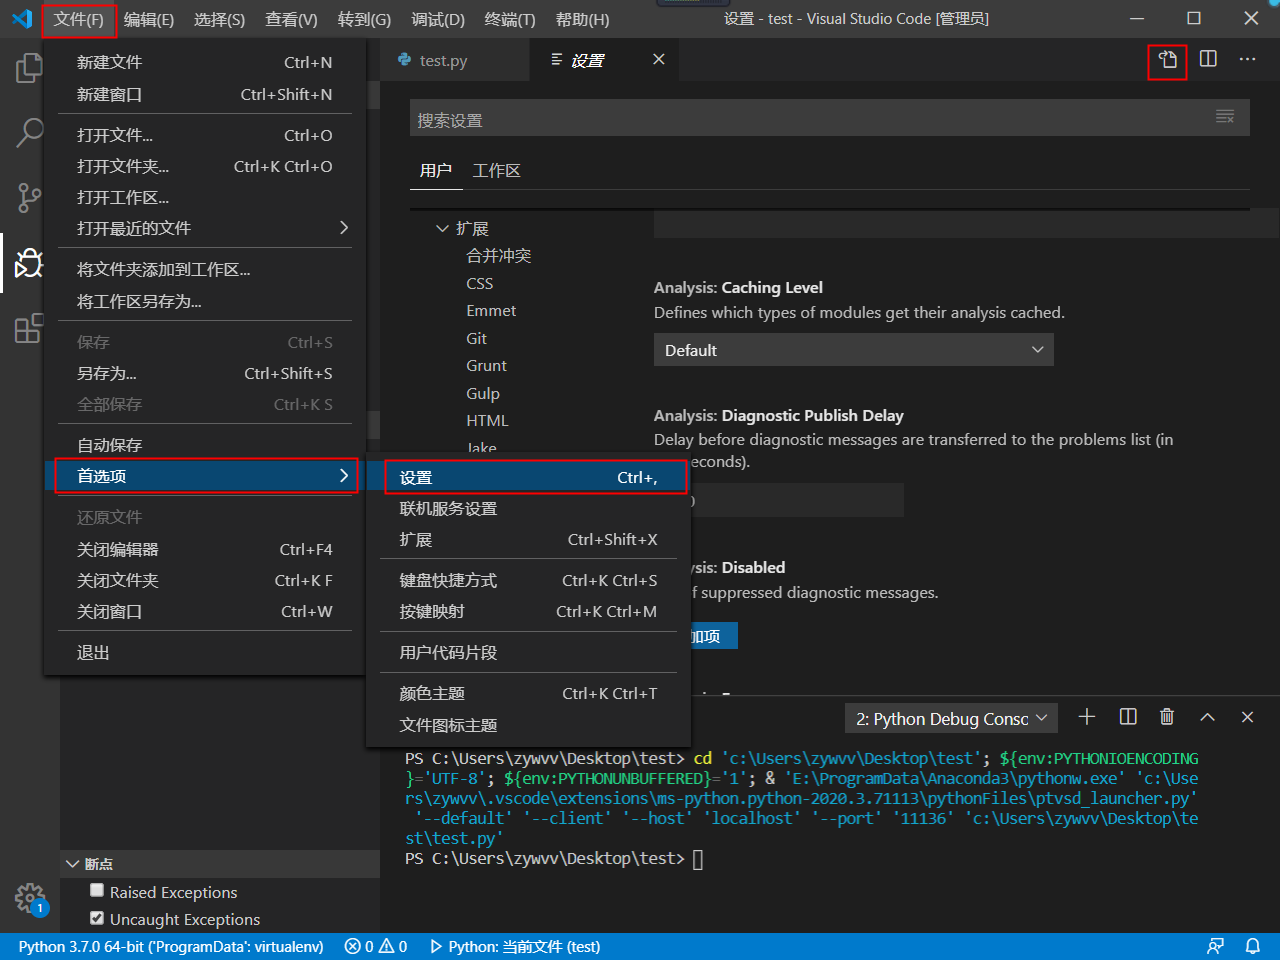 文件(F) 编辑(E) 选择(S) 查看(V) 转到(G) 调试(D) 终端(T) 帮助(H) 设置 - test - Visual Studio Code [管理员]
新建文件 Ctrl+N
新建窗口 Ctrl+Shift+N
打开文件... Ctrl+O
打开文件夹... Ctrl+K Ctrl+O
打开工作区...
打开最近的文件
将文件夹添加到工作区...
将工作区另存为...
保存 Ctrl+S
另存为... Ctrl+Shift+S
全部保存 Ctrl+K S
自动保存
首选项
还原文件
关闭编辑器 Ctrl+F4
关闭文件夹 Ctrl+K F
关闭窗口 Ctrl+W
退出
设置 Ctrl+,
联机服务设置
扩展 Ctrl+Shift+X
键盘快捷方式 Ctrl+K Ctrl+S
按键映射 Ctrl+K Ctrl+M
用户代码片段
颜色主题 Ctrl+K Ctrl+T
文件图标主题
test.py 设置
搜索设置
用户 工作区
扩展
合并冲突
CSS
Emmet
Git
Grunt
Gulp
HTML
Jake
Analysis: Caching Level
Defines which types of modules get their analysis cached.
Default
Analysis: Diagnostic Publish Delay
Delay before diagnostic messages are transferred to the problems list (in
econds).
0
ysis: Disabled
f suppressed diagnostic messages.
加项
2: Python Debug Consc
PS C:\Users\zywvv\Desktop\test> cd 'c:\Users\zywvv\Desktop\test'; ${env:PYTHONIOENCODING
}='UTF-8'; ${env:PYTHONUNBUFFERED}='1'; & 'E:\ProgramData\Anaconda3\pythonw.exe' 'c:\Use
rs\zywvv\.vscode\extensions\ms-python.python-2020.3.71113\pythonFiles\ptvsd_launcher.py'
'--default' '--client' '--host' 'localhost' '--port' '11136' 'c:\Users\zywvv\Desktop\te
st\test.py'
PS C:\Users\zywvv\Desktop\test>
断点
Raised Exceptions
Uncaught Exceptions
1
Python 3.7.0 64-bit ('ProgramData': virtualenv) 0 0 Python: 当前文件 (test)